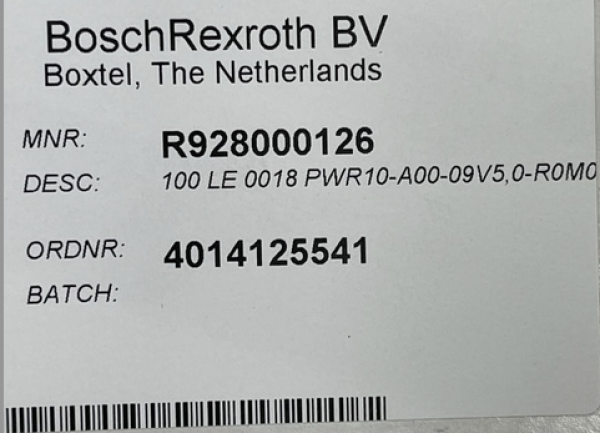 BoschRexroth BV
Boxtel, The Netherlands
MNR: R928000126
DESC: 100 LE 0018 PWR10-A00-09V5,0-R0M0
ORDNR: 4014125541
BATCH: